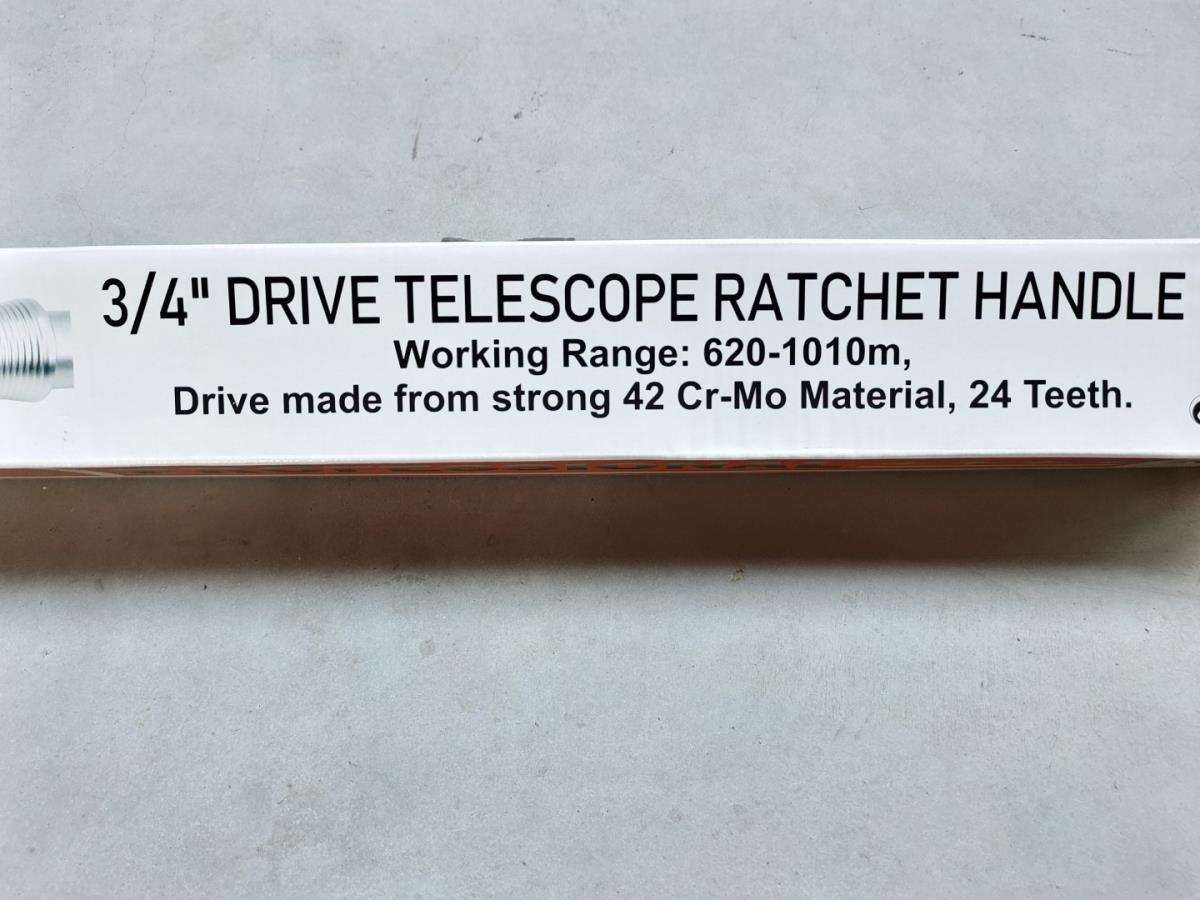 3/4" DRIVE TELESCOPE RATCHET HANDLE
Working Range: 620-1010m,
Drive made from strong 42 Cr-Mo Material, 24 Teeth.